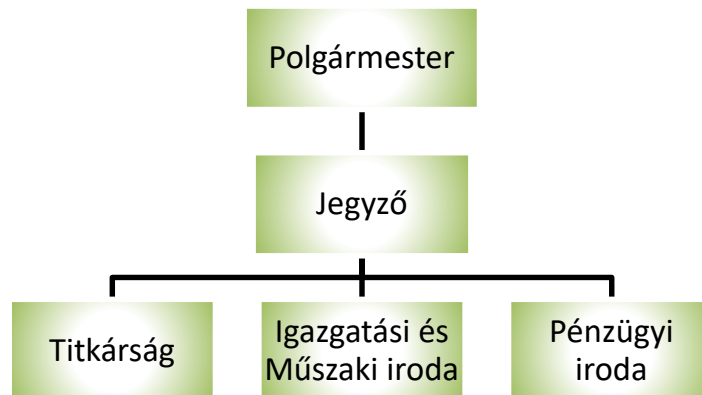 Polgármester
Jegyző
Titkárság
Igazgatási és
Műszaki iroda
Pénzügyi
iroda